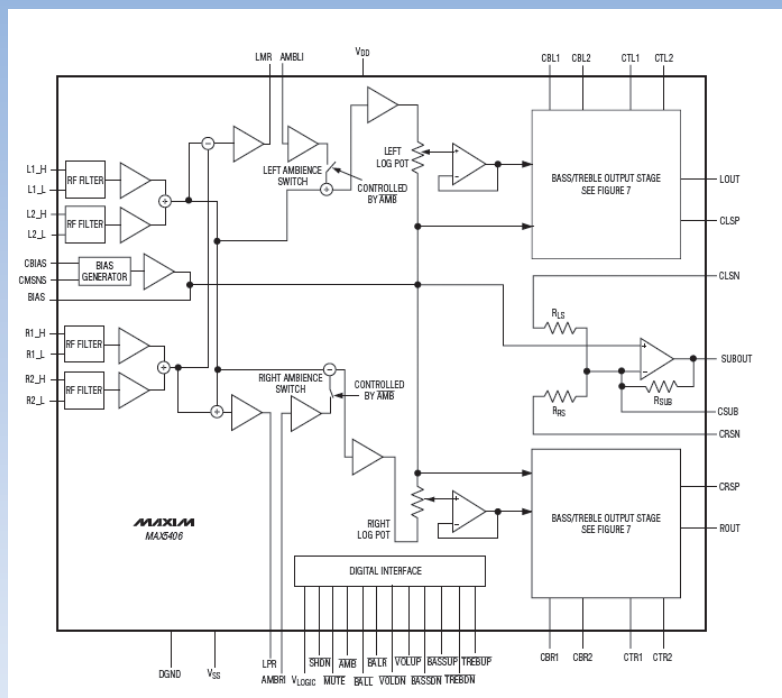 LMR AMBLI VDD CBL1 CBL2 CTL1 CTL2
L1_H
L1_L
RF FILTER
L2_H
L2_L
RF FILTER
CBIAS
CMSNS
BIAS
BIAS
GENERATOR
R1_H
R1_L
RF FILTER
R2_H
R2_L
RF FILTER
LEFT AMBIENCE
SWITCH
CONTROLLED
BY AMB
LEFT
LOG POT
BASS/TREBLE OUTPUT STAGE
SEE FIGURE 7
LOUT
CLSP
CLSN
RLS
SUBOUT
RSUB
RRS
CSUB
CRSN
RIGHT AMBIENCE
SWITCH
CONTROLLED
BY AMB
RIGHT
LOG POT
BASS/TREBLE OUTPUT STAGE
SEE FIGURE 7
CRSP
ROUT
MAXIM
MAX5406
DIGITAL INTERFACE
DGND VSS LPR AMBRI VLOGIC SHDN MUTE AMB BALL BALR VOLDN VOLUP BASSDN BASSUP TREBDN TREBUP CBR1 CBR2 CTR1 CTR2